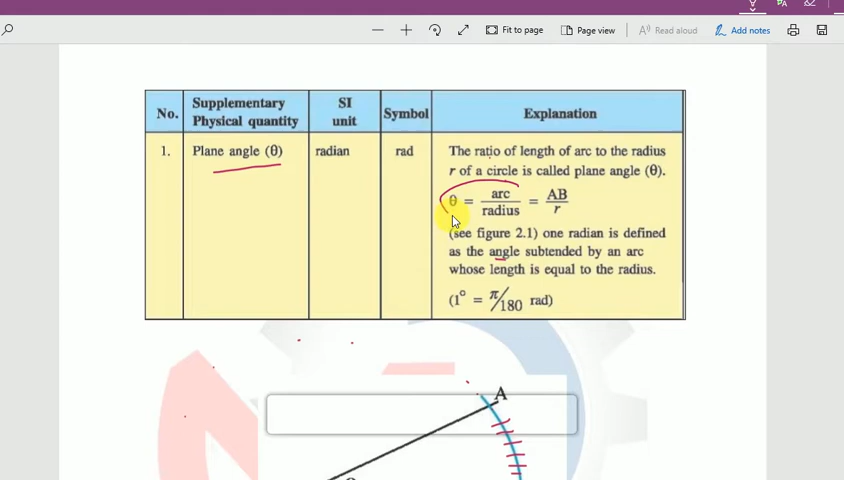 Fit to page
Page view
Read aloud
Add notes
No.
Supplementary
Physical quantity
SI
unit
Symbol
Explanation
1.
Plane angle (θ)
radian
rad
The ratio of length of arc to the radius
r of a circle is called plane angle (θ).
θ = arc/radius = AB/r
(see figure 2.1) one radian is defined
as the angle subtended by an arc
whose length is equal to the radius.
(1° = π/180 rad)
A